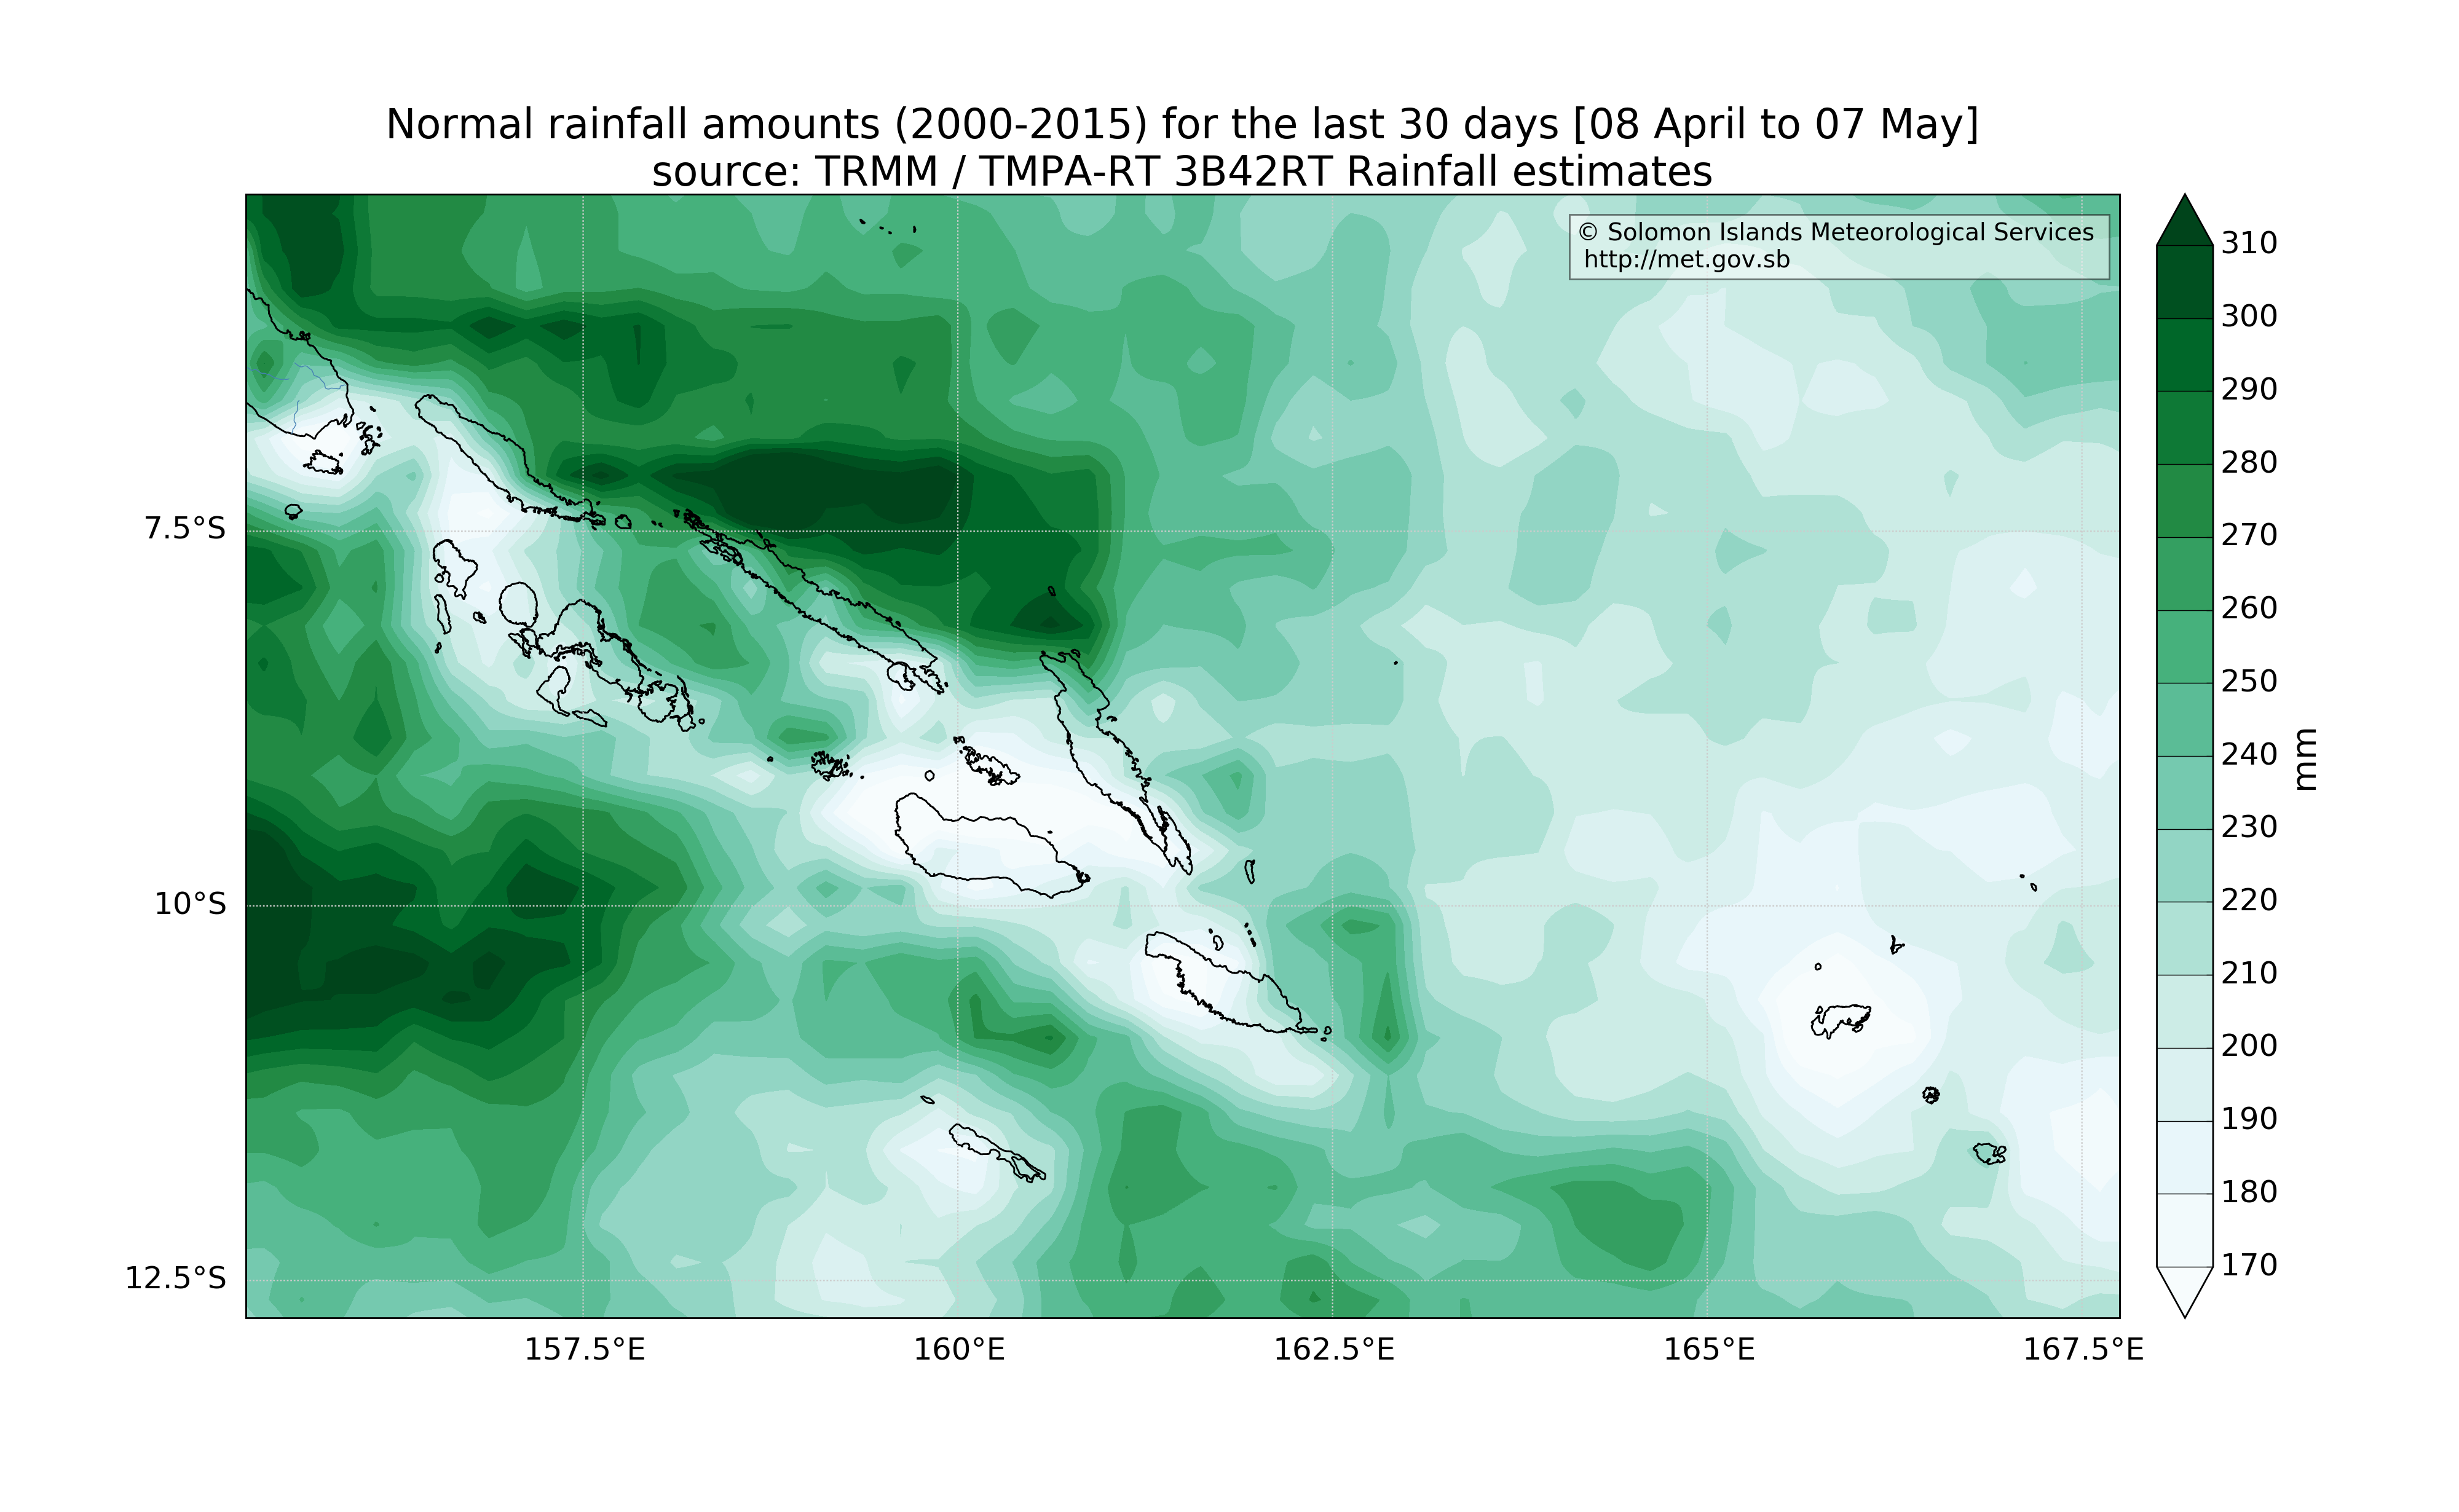 Normal rainfall amounts (2000-2015) for the last 30 days [08 April to 07 May]
source: TRMM / TMPA-RT 3B42RT Rainfall estimates
© Solomon Islands Meteorological Services
http://met.gov.sb
7.5°S
10°S
12.5°S
157.5°E
160°E
162.5°E
165°E
167.5°E
310
300
290
280
270
260
250
240
230
220
210
200
190
180
170
mm